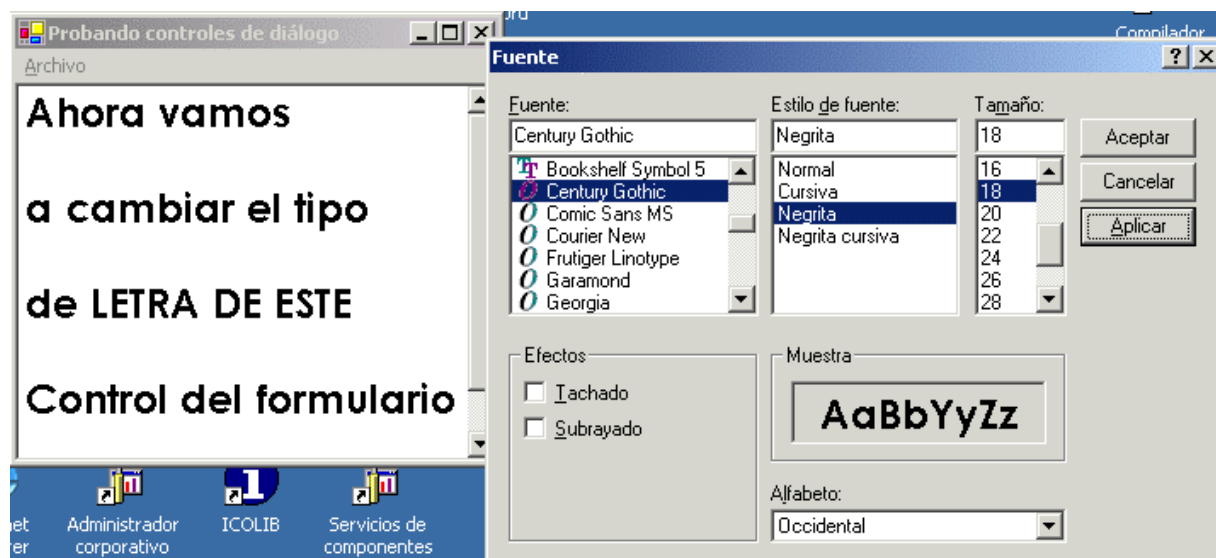 Probando controles de diálogo
Archivo
Ahora vamos
a cambiar el tipo
de LETRA DE ESTE
Control del formulario
Administrador
corporativo
ICOLIB
Servicios de
componentes
Compilador
Fuente
Fuente:
Century Gothic
Bookshelf Symbol 5
Century Gothic
Comic Sans MS
Courier New
Frutiger Linotype
Garamond
Georgia
Estilo de fuente:
Negrita
Normal
Cursiva
Negrita
Negrita cursiva
Tamaño:
18
16
18
20
22
24
26
28
Aceptar
Cancelar
Aplicar
Efectos
Tachado
Subrayado
Muestra
AaBbYyZz
Alfabeto:
Occidental